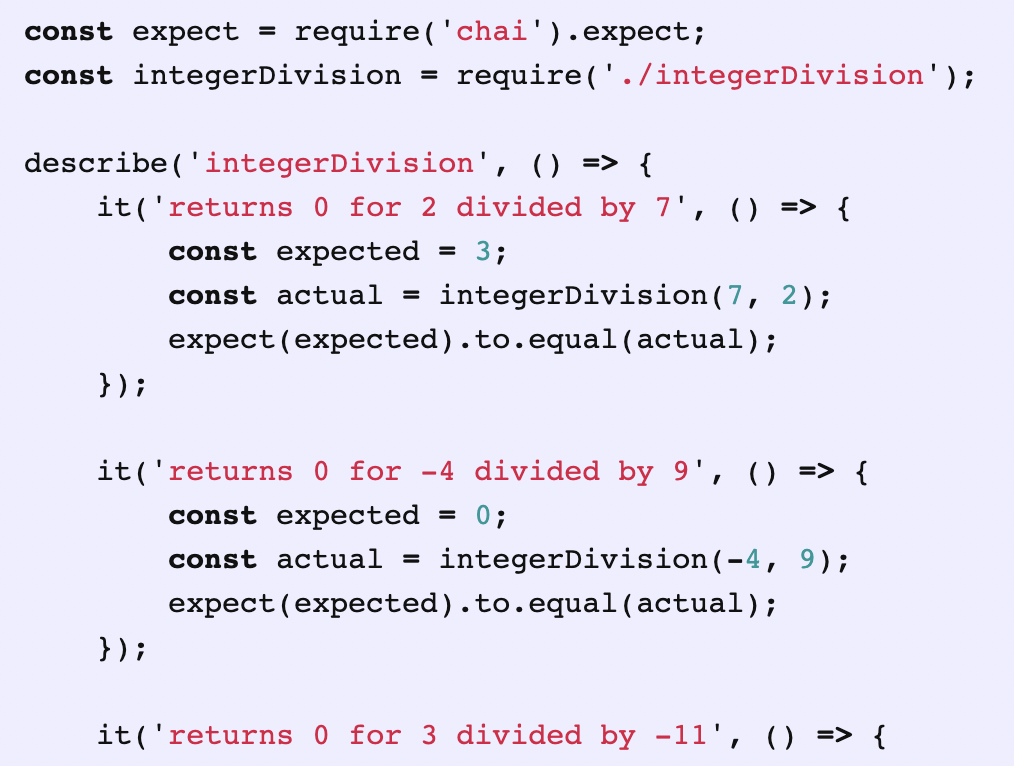 const expect = require('chai').expect;
const integerDivision = require('./integerDivision');
describe('integerDivision', () => {
it('returns 0 for 2 divided by 7', () => {
const expected = 3;
const actual = integerDivision(7, 2);
expect(expected).to.equal(actual);
});
it('returns 0 for -4 divided by 9', () => {
const expected = 0;
const actual = integerDivision(-4, 9);
expect(expected).to.equal(actual);
});
it('returns 0 for 3 divided by -11', () => {